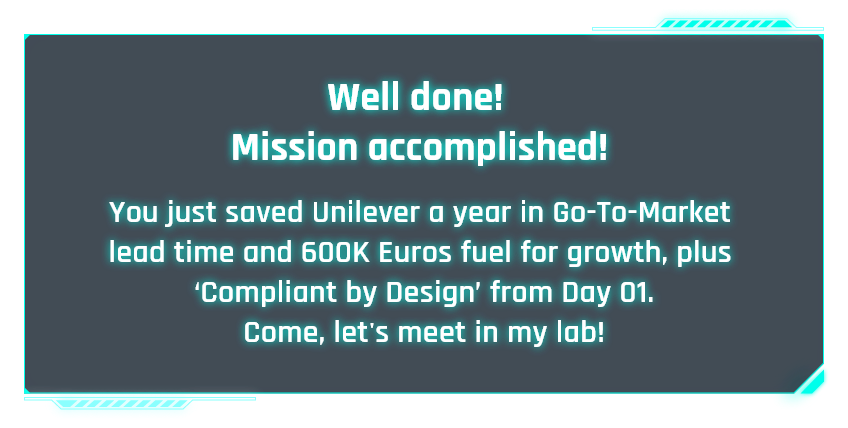 Well done!
Mission accomplished!
You just saved Unilever a year in Go-To-Market
lead time and 600K Euros fuel for growth, plus
‘Compliant by Design’ from Day 01.
Come, let's meet in my lab!